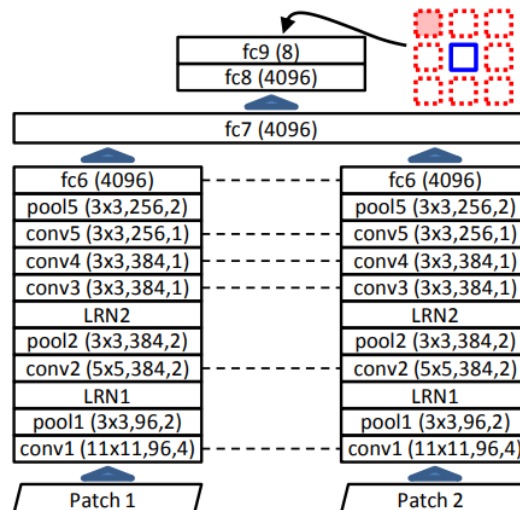 fc9 (8)
fc8 (4096)
fc7 (4096)
fc6 (4096)
pool5 (3x3,256,2)
conv5 (3x3,256,1)
conv4 (3x3,384,1)
conv3 (3x3,384,1)
LRN2
pool2 (3x3,384,2)
conv2 (5x5,384,2)
LRN1
pool1 (3x3,96,2)
conv1 (11x11,96,4)
Patch 1
fc6 (4096)
pool5 (3x3,256,2)
conv5 (3x3,256,1)
conv4 (3x3,384,1)
conv3 (3x3,384,1)
LRN2
pool2 (3x3,384,2)
conv2 (5x5,384,2)
LRN1
pool1 (3x3,96,2)
conv1 (11x11,96,4)
Patch 2